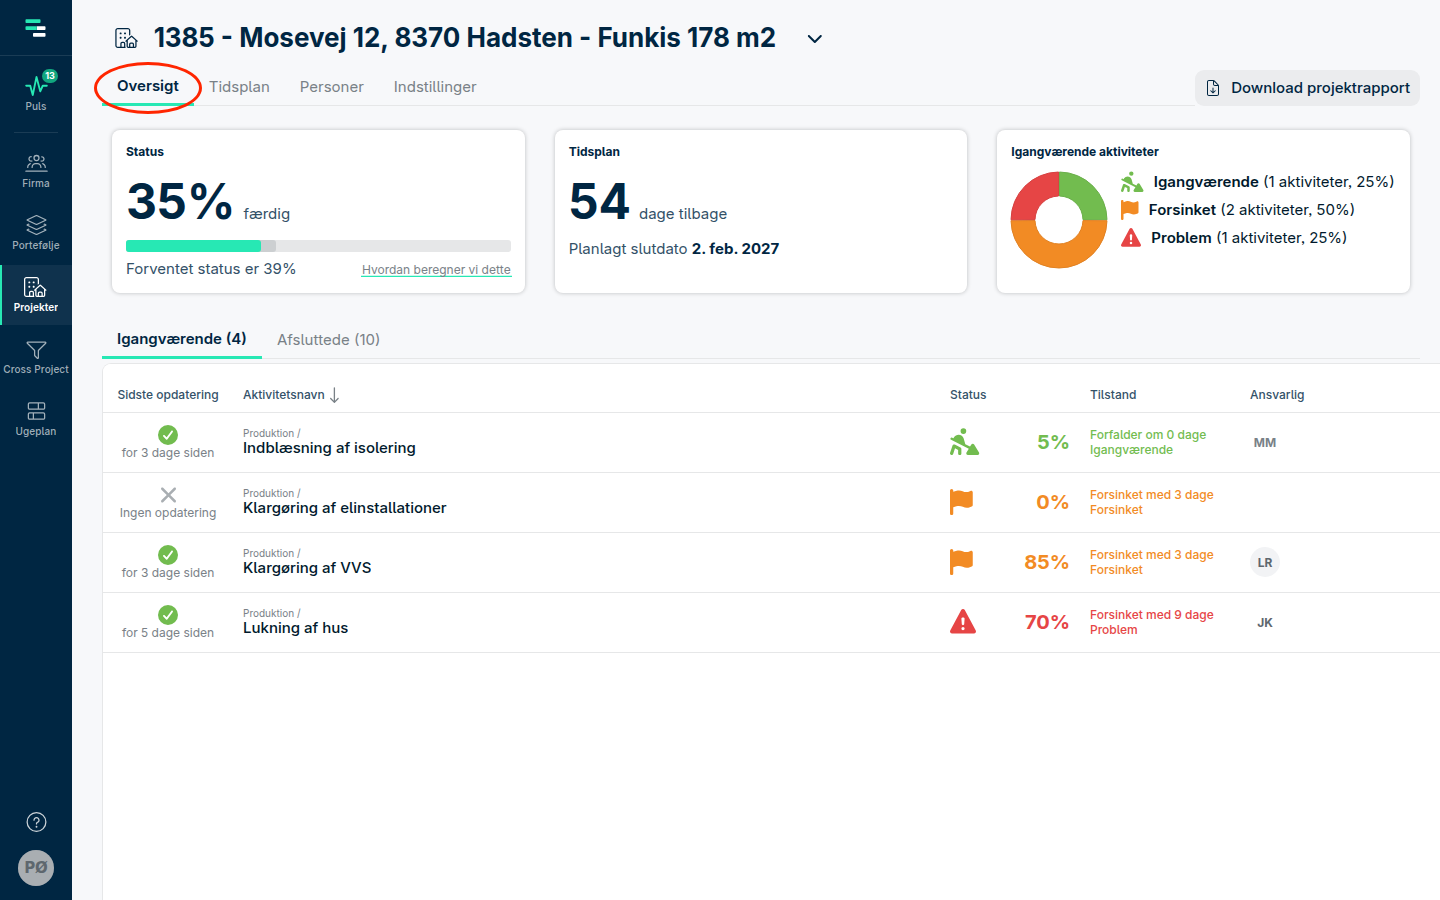 1385 - Mosevej 12, 8370 Hadsten - Funkis 178 m2
13
Puls
Firma
Portefølje
Projekter
Cross Project
Ugeplan
PØ
Oversigt Tidsplan Personer Indstillinger
Download projektrapport
Status
35% færdig
Forventet status er 39% Hvordan beregner vi dette
Tidsplan
54 dage tilbage
Planlagt slutdato 2. feb. 2027
Igangværende aktiviteter
Igangværende (1 aktiviteter, 25%)
Forsinket (2 aktiviteter, 50%)
Problem (1 aktiviteter, 25%)
Igangværende (4) Afsluttede (10)
Sidste opdatering Aktivitetsnavn Status Tilstand Ansvarlig
for 3 dage siden
Produktion /
Indblæsning af isolering
5%
Forfalder om 0 dage
Igangværende
MM
Ingen opdatering
Produktion /
Klargøring af elinstallationer
0%
Forsinket med 3 dage
Forsinket
for 3 dage siden
Produktion /
Klargøring af VVS
85%
Forsinket med 3 dage
Forsinket
LR
for 5 dage siden
Produktion /
Lukning af hus
70%
Forsinket med 9 dage
Problem
JK